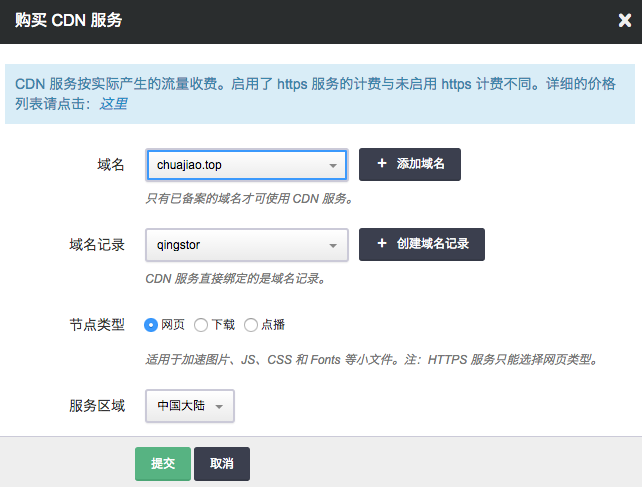 购买 CDN 服务
CDN 服务按实际产生的流量收费。启用了 https 服务的计费与未启用 https 计费不同。详细的价格
列表请点击：这里
域名 chuajiao.top + 添加域名
只有已备案的域名才可使用 CDN 服务。
域名记录 qingstor + 创建域名记录
CDN 服务直接绑定的是域名记录。
节点类型 网页 下载 点播
适用于加速图片、JS、CSS 和 Fonts 等小文件。注：HTTPS 服务只能选择网页类型。
服务区域 中国大陆
提交 取消